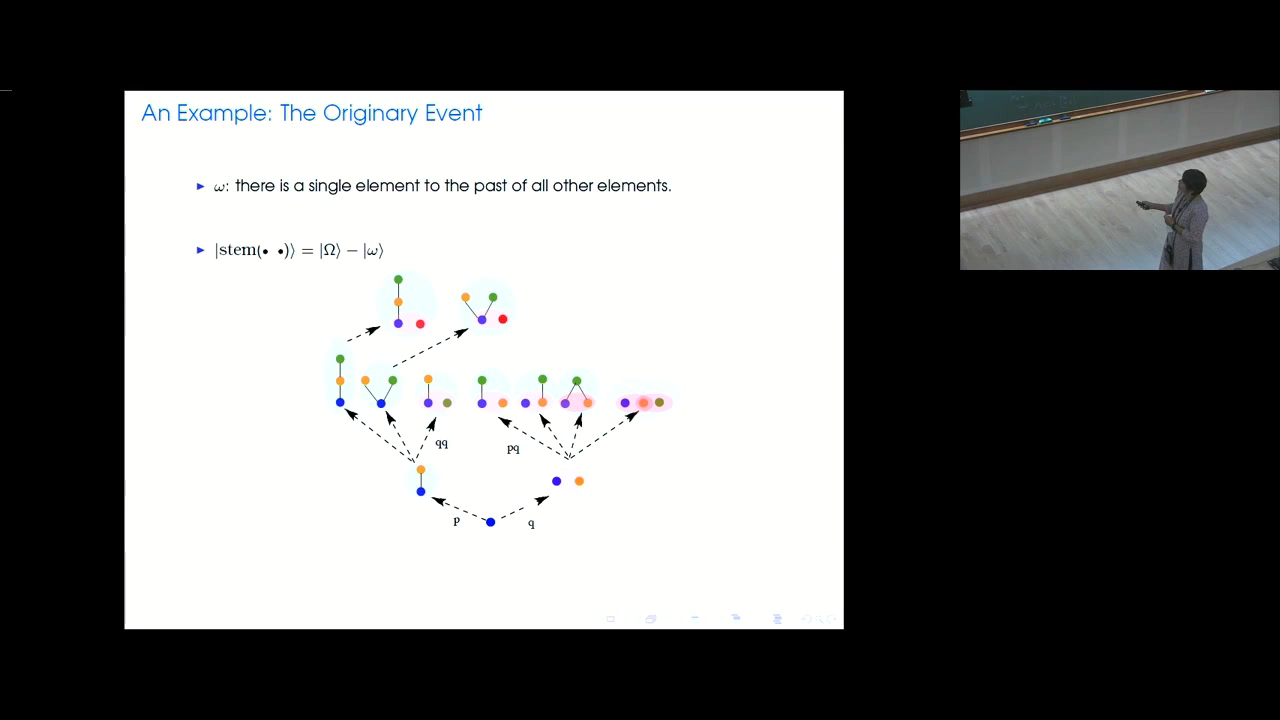 An Example: The Originary Event
▶ ω: there is a single element to the past of all other elements.
▶ |stem(• •)⟩ = |Ω⟩ − |ω⟩
qq
pq
p
q